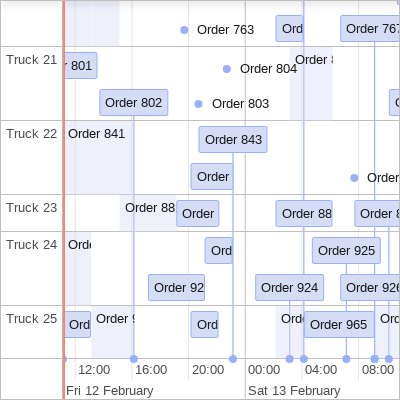 Order 763
Ord
Order 767
Truck 21
801
Order 8
Order 804
Order 802
Order 803
Truck 22
Order 841
Order 843
Order
Order
Truck 23
Order 88
Order
Order 88
Order 8
Truck 24
Orde
Ord
Order 925
Order 92
Order 924
Order 926
Truck 25
Ord
Order 9
Ord
Ord
Order 965
Ord
12:00
16:00
20:00
00:00
04:00
08:00
Fri 12 February
Sat 13 February